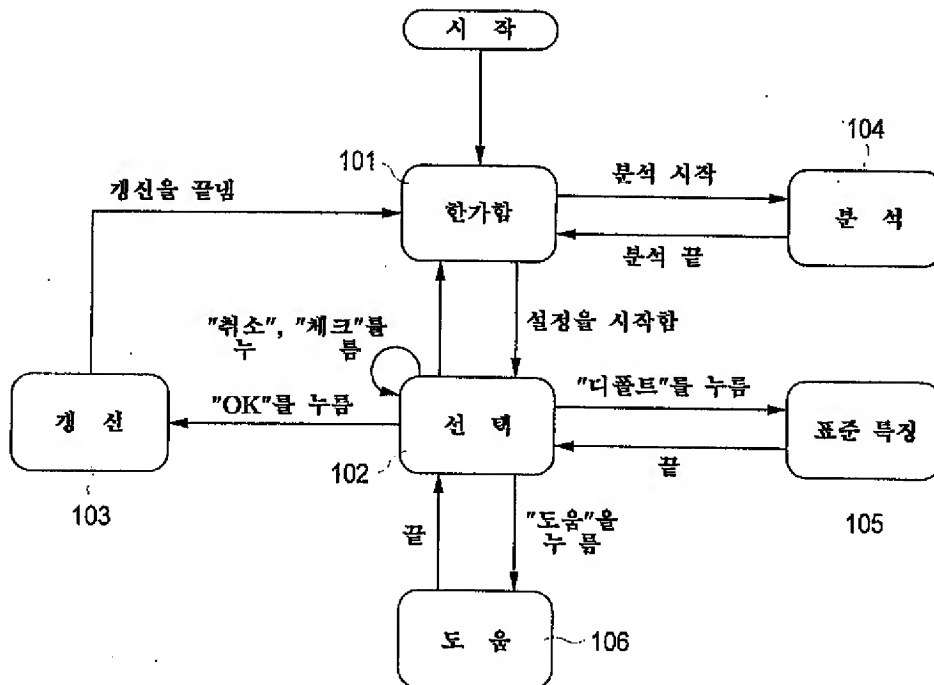 시 작
104
101
분석 시작
갱신을 끝냄
한가함
분 석
분석 끝
"취소", "체크"를
누 름
설정을 시작함
"디폴트"를 누름
"OK"를 누름
갱 신
선 택
표준 특징
끝
102
103
105
끝
"도움"을
누 름
도 움
106